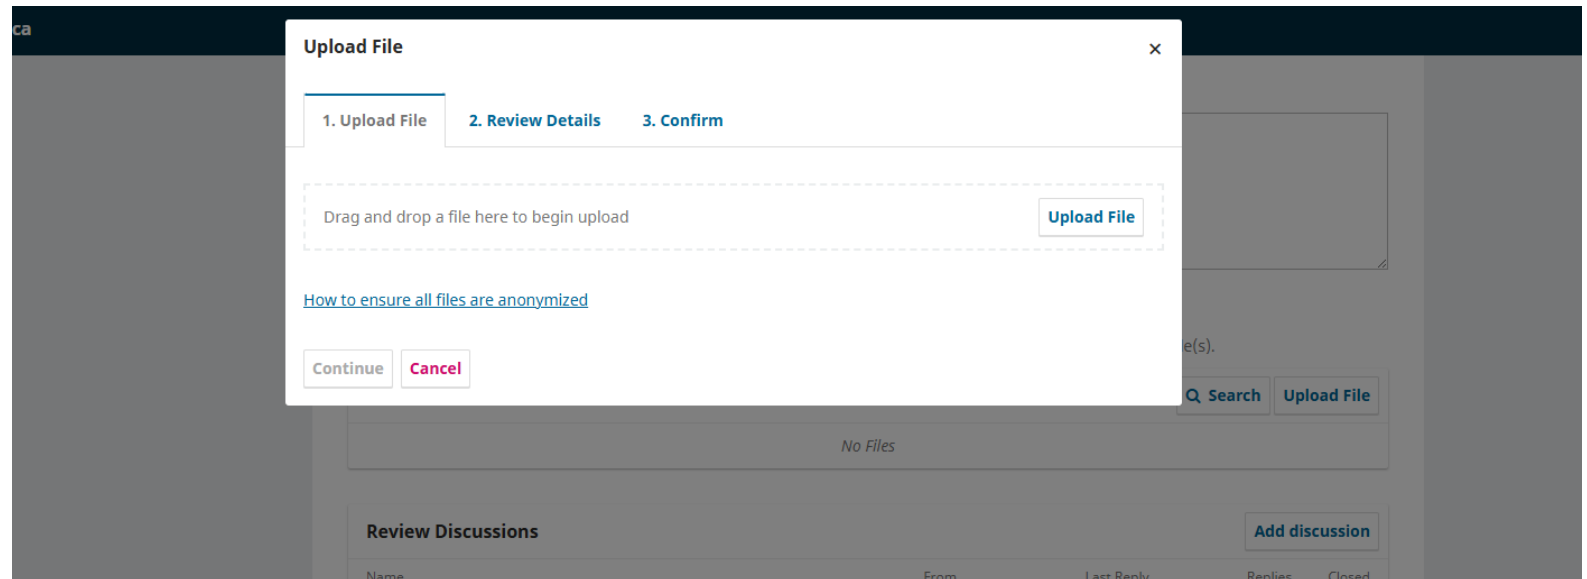 ca
Upload File ×
1. Upload File 2. Review Details 3. Confirm
Drag and drop a file here to begin upload Upload File
How to ensure all files are anonymized
e(s).
Continue Cancel
Search Upload File
No Files
Review Discussions Add discussion
Name From Last Reply Replies Closed